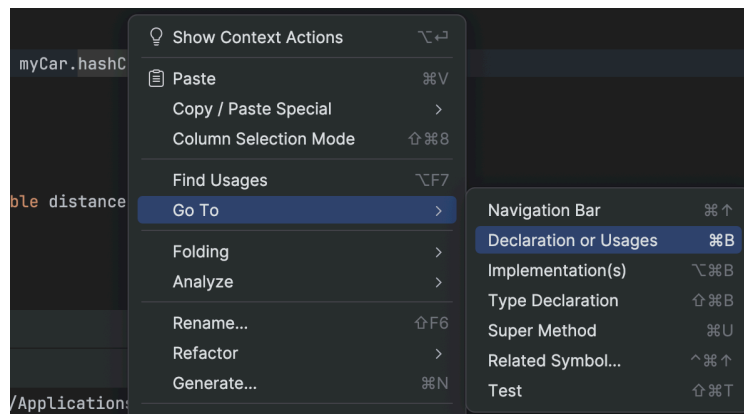 myCar.hashC
ble distance
/Applications
Show Context Actions ⌥⏎
Paste ⌘V
Copy / Paste Special >
Column Selection Mode ⇧⌘8
Find Usages ⌥F7
Go To >
Folding >
Analyze >
Rename... ⇧F6
Refactor >
Generate... ⌘N
Navigation Bar ⌘↑
Declaration or Usages ⌘B
Implementation(s) ⌥⌘B
Type Declaration ⇧⌘B
Super Method ⌘U
Related Symbol... ^⌘↑
Test ⇧⌘T